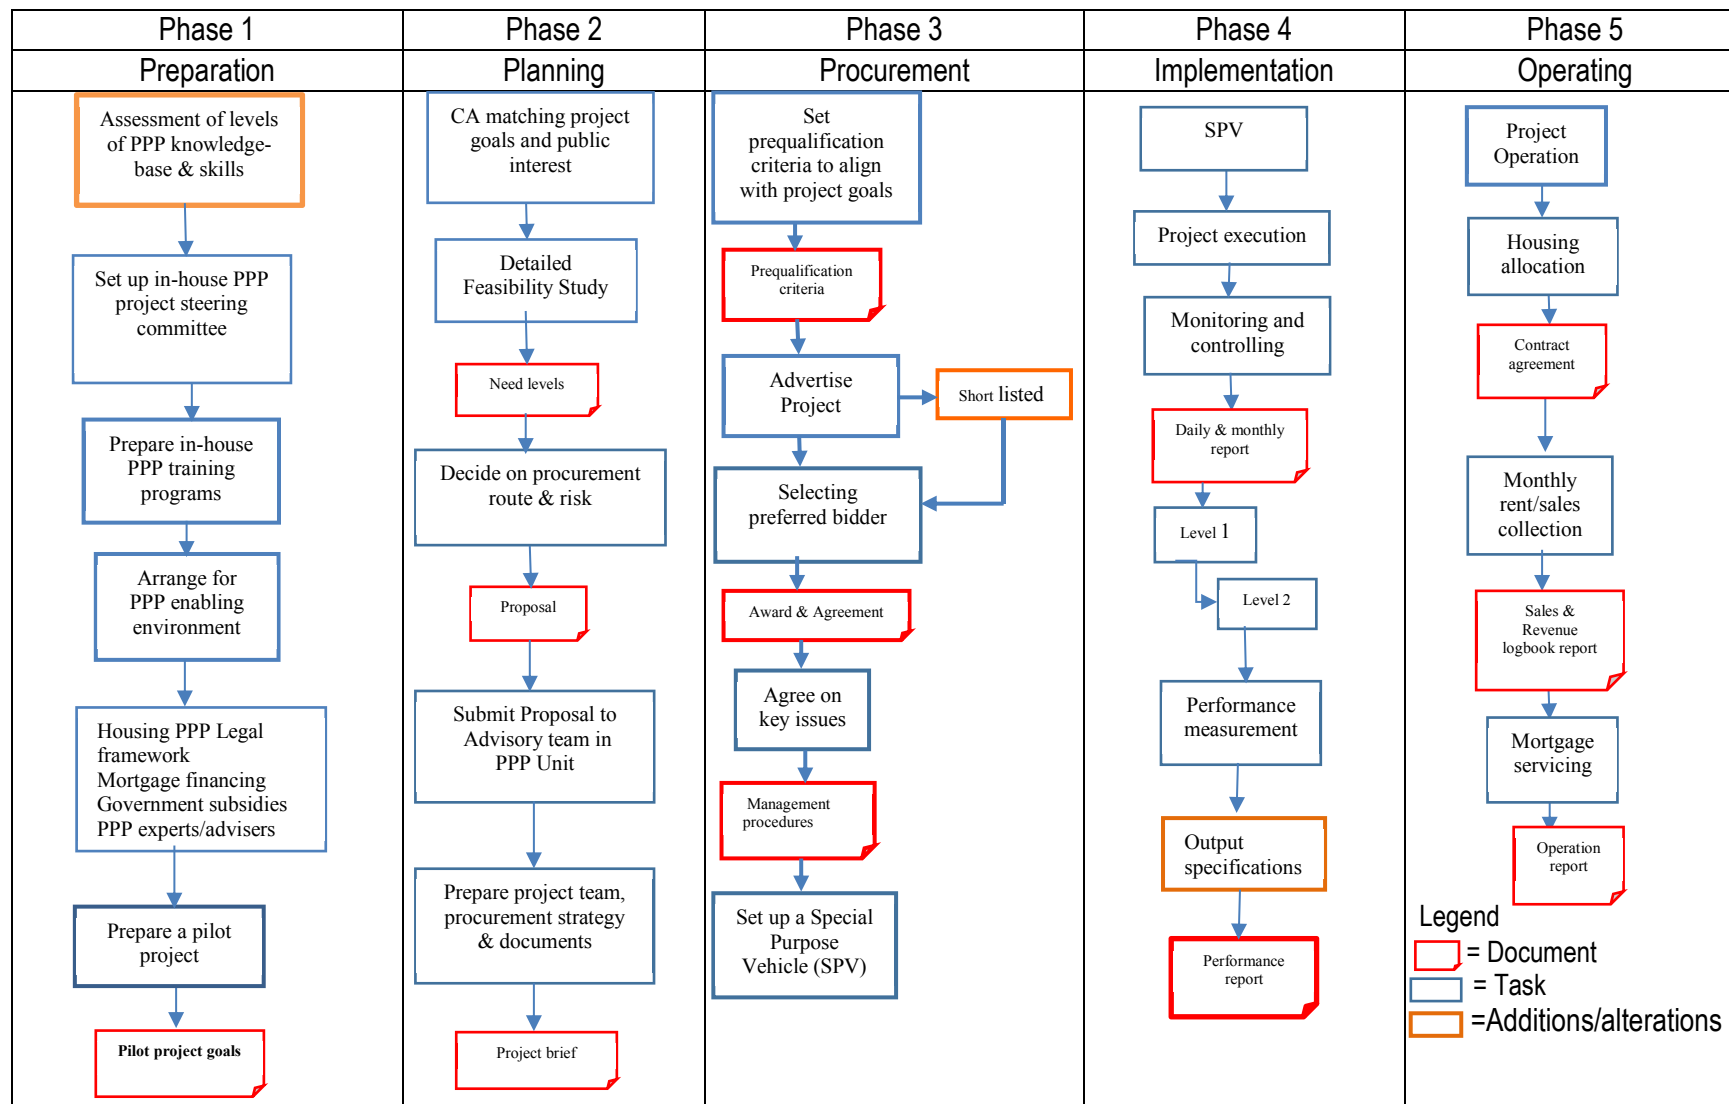 Phase 1
Phase 2
Phase 3
Phase 4
Phase 5
Preparation
Planning
Procurement
Implementation
Operating
Assessment of levels
of PPP knowledge-
base & skills
Set up in-house PPP
project steering
committee
Prepare in-house
PPP training
programs
Arrange for
PPP enabling
environment
Housing PPP Legal
framework
Mortgage financing
Government subsidies
PPP experts/advisers
Prepare a pilot
project
Pilot project goals
CA matching project
goals and public
interest
Detailed
Feasibility Study
Need levels
Decide on procurement
route & risk
Proposal
Submit Proposal to
Advisory team in
PPP Unit
Prepare project team,
procurement strategy
& documents
Project brief
Set
prequalification
criteria to align
with project goals
Prequalification
criteria
Advertise
Project
Short listed
Selecting
preferred bidder
Award & Agreement
Agree on
key issues
Management
procedures
Set up a Special
Purpose
Vehicle (SPV)
SPV
Project execution
Monitoring and
controlling
Daily & monthly
report
Level 1
Level 2
Performance
measurement
Output
specifications
Performance
report
Project
Operation
Housing
allocation
Contract
agreement
Monthly
rent/sales
collection
Sales &
Revenue
logbook report
Mortgage
servicing
Operation
report
Legend
= Document
= Task
=Additions/alterations